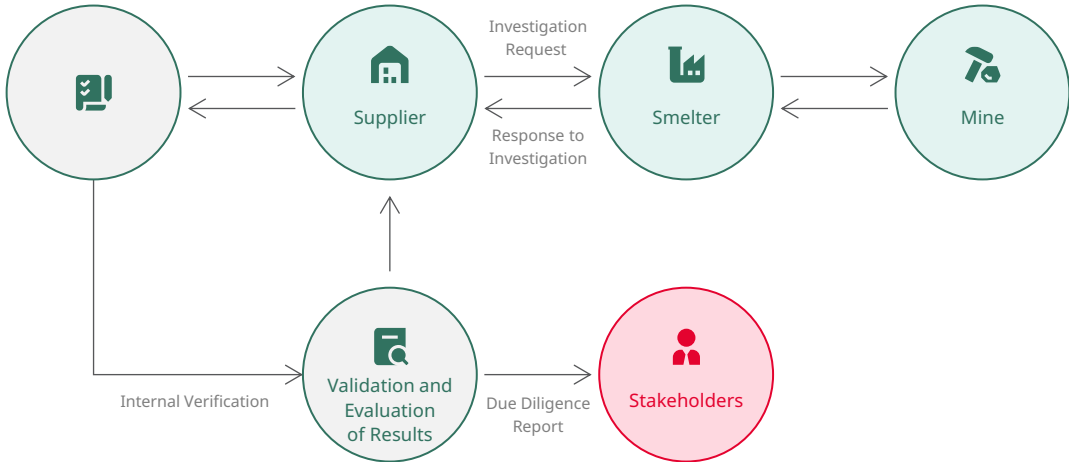 Investigation
Request
Supplier
Smelter
Mine
Response to
Investigation
Validation and
Evaluation
of Results
Internal Verification
Due Diligence
Report
Stakeholders